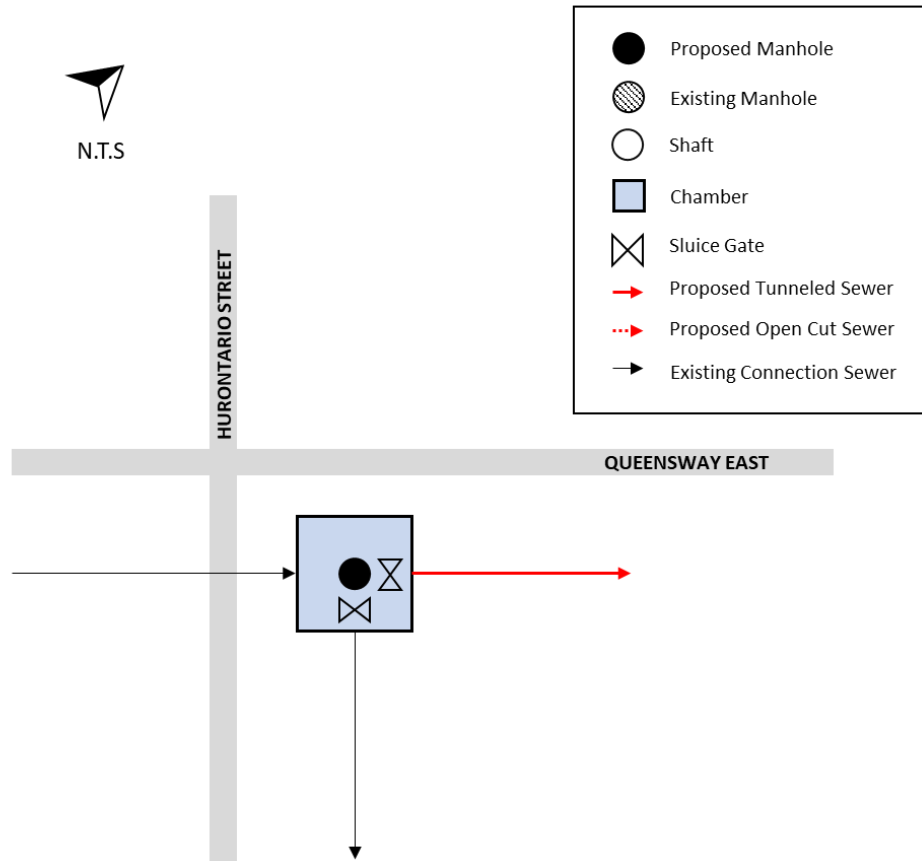 N.T.S
Proposed Manhole
Existing Manhole
Shaft
Chamber
Sluice Gate
Proposed Tunneled Sewer
Proposed Open Cut Sewer
Existing Connection Sewer
HURONTARIO STREET
QUEENSWAY EAST